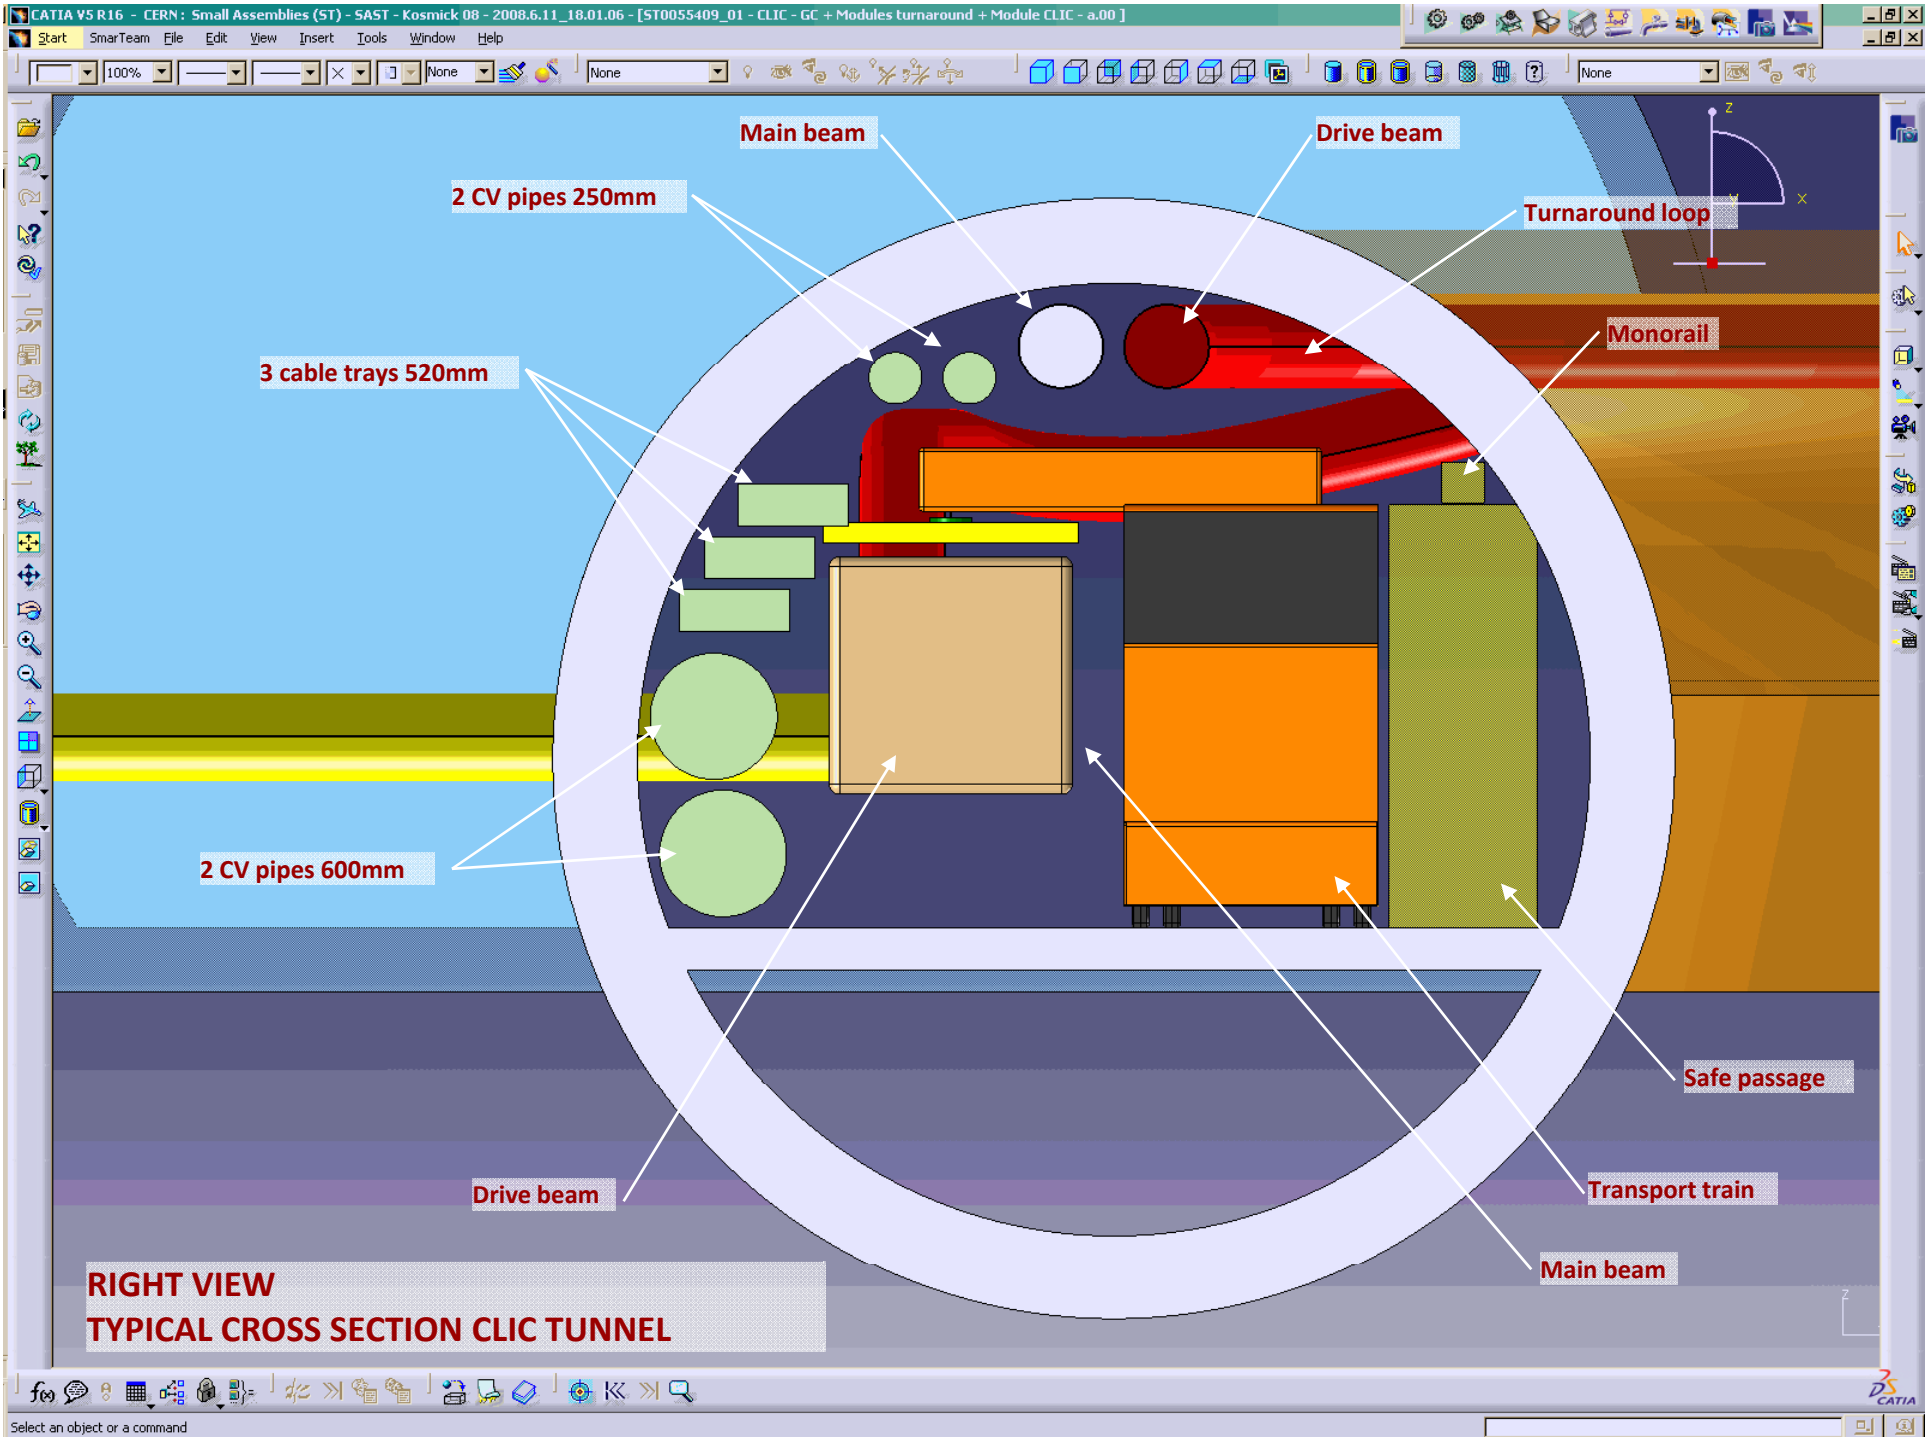 CATIA V5 R16 - CERN : Small Assemblies (ST) - SAST - Kosmick 08 - 2008.6.11_18.01.06 - [ST0055409_01 - CLIC - GC + Modules turnaround + Module CLIC - a.00 ]
Start SmarTeam File Edit View Insert Tools Window Help
100% None None None
Main beam
Drive beam
2 CV pipes 250mm
Turnaround loop
Monorail
3 cable trays 520mm
2 CV pipes 600mm
Safe passage
Drive beam
Transport train
Main beam
RIGHT VIEW
TYPICAL CROSS SECTION CLIC TUNNEL
z
x
y
z
f(x)
CATIA
Select an object or a command